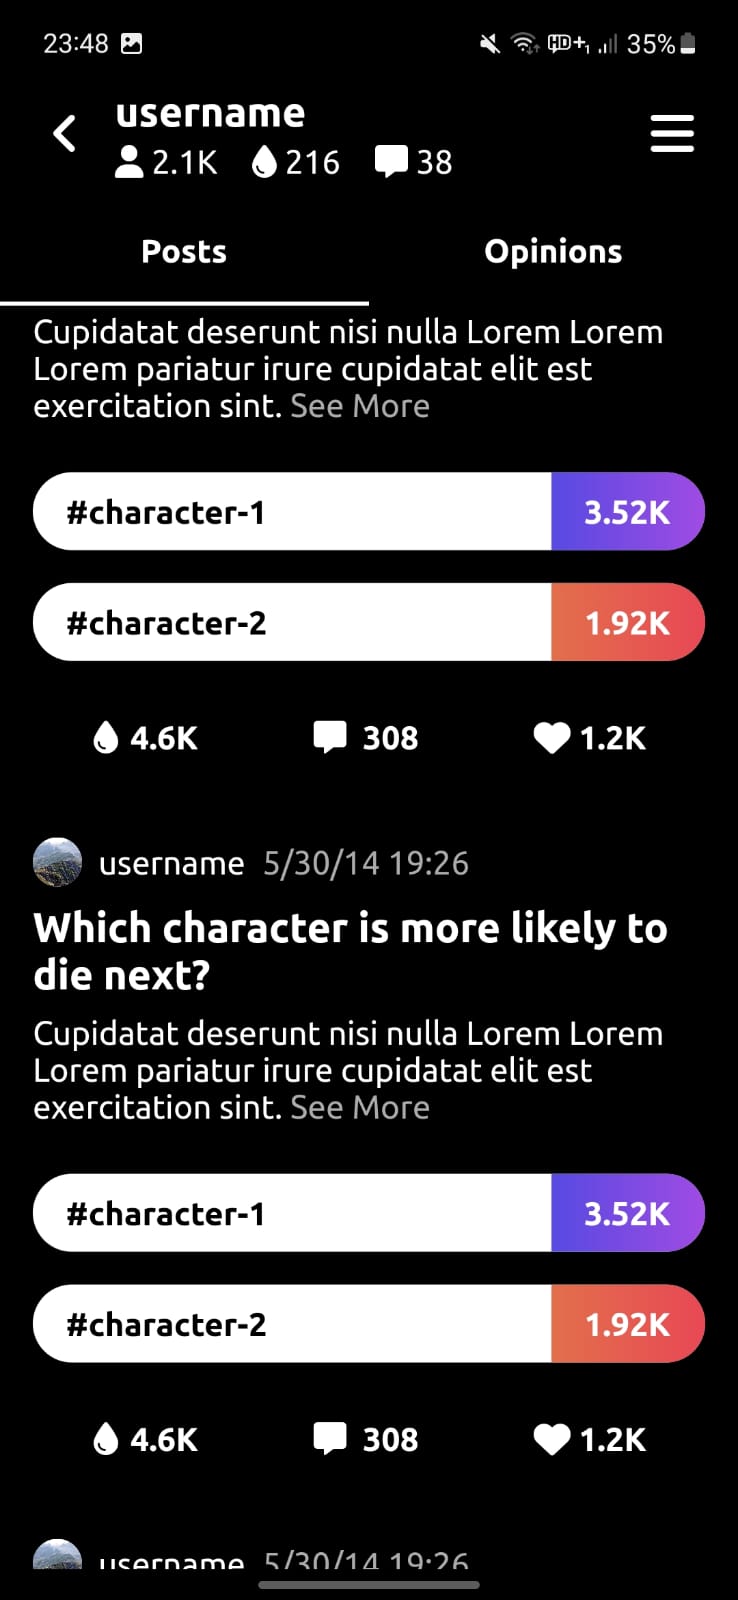 23:48 35%
username
2.1K 216 38
Posts Opinions
Cupidatat deserunt nisi nulla Lorem Lorem
Lorem pariatur irure cupidatat elit est
exercitation sint. See More
#character-1 3.52K
#character-2 1.92K
4.6K 308 1.2K
username 5/30/14 19:26
Which character is more likely to
die next?
Cupidatat deserunt nisi nulla Lorem Lorem
Lorem pariatur irure cupidatat elit est
exercitation sint. See More
#character-1 3.52K
#character-2 1.92K
4.6K 308 1.2K
username 5/30/14 19:26